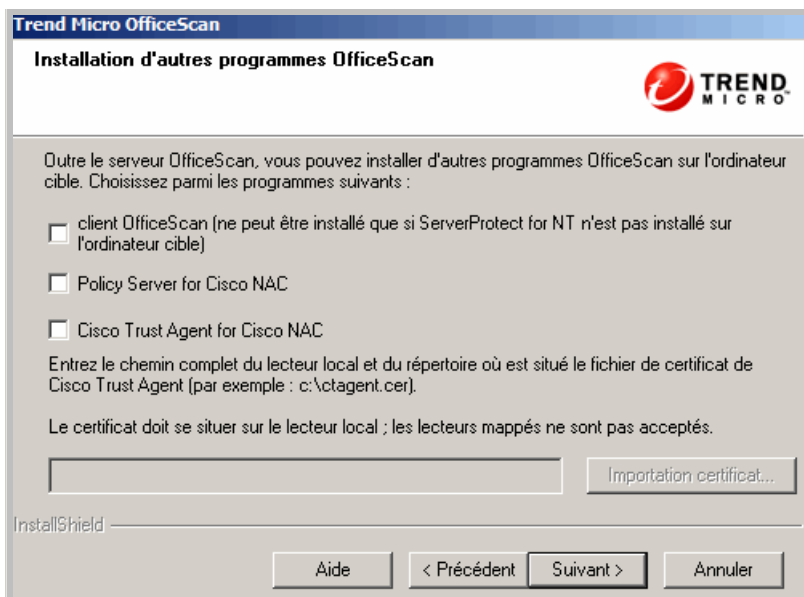 Trend Micro OfficeScan
Installation d'autres programmes OfficeScan
TREND
MICRO
Outre le serveur OfficeScan, vous pouvez installer d'autres programmes OfficeScan sur l'ordinateur
cible. Choisissez parmi les programmes suivants :
client OfficeScan (ne peut être installé que si ServerProtect for NT n'est pas installé sur
l'ordinateur cible)
Policy Server for Cisco NAC
Cisco Trust Agent for Cisco NAC
Entrez le chemin complet du lecteur local et du répertoire où est situé le fichier de certificat de
Cisco Trust Agent (par exemple : c:\ctagent.cer).
Le certificat doit se situer sur le lecteur local ; les lecteurs mappés ne sont pas acceptés.
Importation certificat...
InstallShield
Aide
< Précédent
Suivant >
Annuler